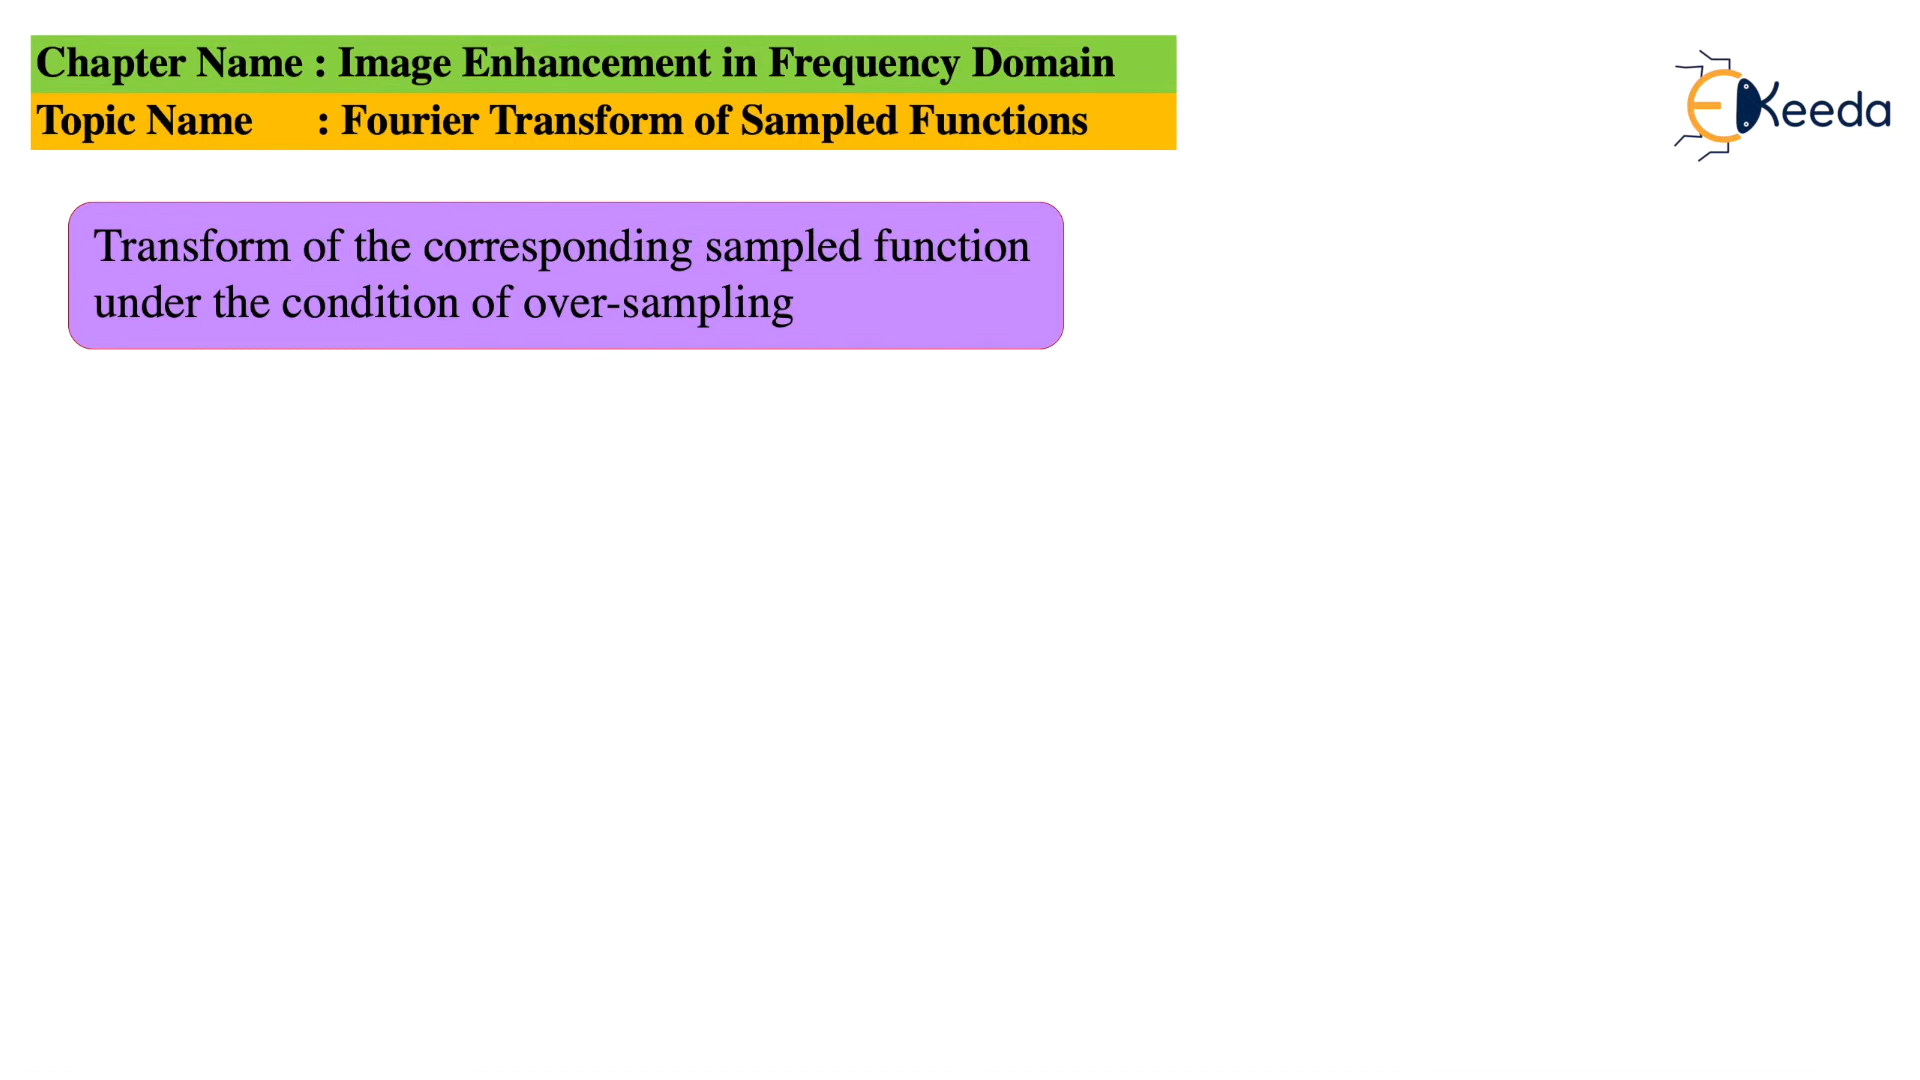 Chapter Name : Image Enhancement in Frequency Domain
Topic Name : Fourier Transform of Sampled Functions
EKeeda
Transform of the corresponding sampled function
under the condition of over-sampling